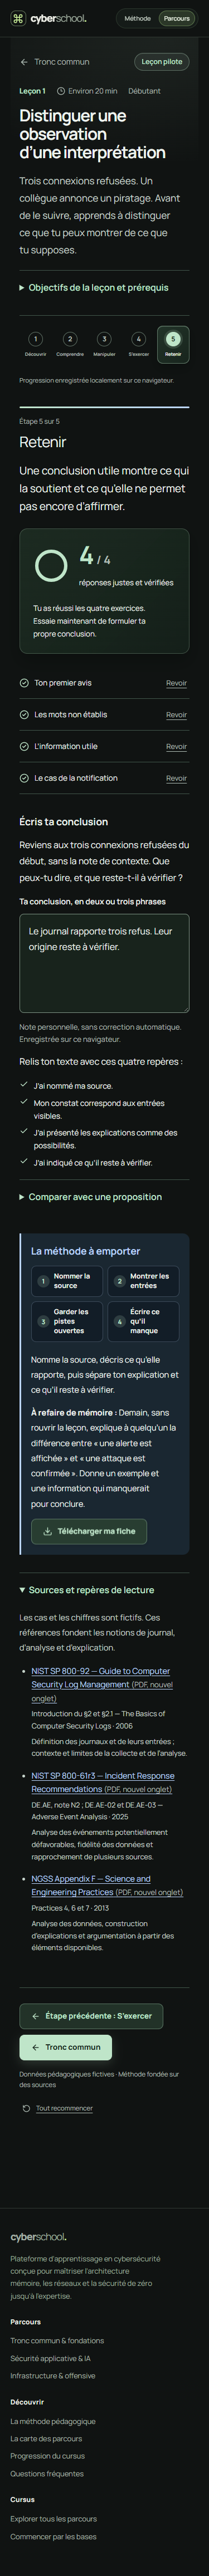 cyberschool.
Méthode
Parcours
Tronc commun
Leçon pilote
Leçon 1
Environ 20 min
Débutant
Distinguer une
observation
d'une interprétation
Trois connexions refusées. Un
collègue annonce un piratage. Avant
de le suivre, apprends à distinguer
ce que tu peux montrer de ce que
tu supposes.
Objectifs de la leçon et prérequis
1
2
3
4
5
Découvrir
Comprendre
Manipuler
S'exercer
Retenir
Progression enregistrée localement sur ce navigateur.
Étape 5 sur 5
Retenir
Une conclusion utile montre ce qui
la soutient et ce qu'elle ne permet
pas encore d'affirmer.
4 / 4
réponses justes et vérifiées
Tu as réussi les quatre exercices.
Essaie maintenant de formuler ta
propre conclusion.
Ton premier avis
Revoir
Les mots non établis
Revoir
L'information utile
Revoir
Le cas de la notification
Revoir
Écris ta conclusion
Reviens aux trois connexions refusées du
début, sans la note de contexte. Que
peux-tu dire, et que reste-t-il à vérifier ?
Ta conclusion, en deux ou trois phrases
Le journal rapporte trois refus. Leur
origine reste à vérifier.
Note personnelle, sans correction automatique.
Enregistrée sur ce navigateur.
Relis ton texte avec ces quatre repères :
J'ai nommé ma source.
Mon constat correspond aux entrées
visibles.
J'ai présenté les explications comme des
possibilités.
J'ai indiqué ce qu'il reste à vérifier.
Comparer avec une proposition
La méthode à emporter
1
Nommer la
source
2
Montrer les
entrées
3
Garder les
pistes
ouvertes
4
Écrire ce
qu'il
manque
Nomme la source, décris ce qu'elle
rapporte, puis sépare ton explication et
ce qu'il reste à vérifier.
À refaire de mémoire : Demain, sans
rouvrir la leçon, explique à quelqu'un la
différence entre « une alerte est
affichée » et « une attaque est
confirmée ». Donne un exemple et
une information qui manquerait
pour conclure.
Télécharger ma fiche
Sources et repères de lecture
Les cas et les chiffres sont fictifs. Ces
références fondent les notions de journal,
d'analyse et d'explication.
NIST SP 800-92 — Guide to Computer
Security Log Management (PDF, nouvel
onglet)
Introduction du §2 et §2.1 — The Basics of
Computer Security Logs · 2006
Définition des journaux et de leurs entrées ;
contexte et limites de la collecte et de l'analyse.
NIST SP 800-61r3 — Incident Response
Recommendations (PDF, nouvel onglet)
DE.AE, note N2 ; DE.AE-02 et DE.AE-03 —
Adverse Event Analysis · 2025
Analyse des événements potentiellement
défavorables, fidélité des données et
rapprochement de plusieurs sources.
NGSS Appendix F — Science and
Engineering Practices (PDF, nouvel onglet)
Practices 4, 6 et 7 · 2013
Analyse des données, construction
d'explications et argumentation à partir des
éléments disponibles.
Étape précédente : S'exercer
Tronc commun
Données pédagogiques fictives · Méthode fondée sur
des sources
Tout recommencer
cyberschool.
Plateforme d'apprentissage en cybersécurité
conçue pour maîtriser l'architecture
mémoire, les réseaux et la sécurité de zéro
jusqu'à l'expertise.
Parcours
Tronc commun & fondations
Sécurité applicative & IA
Infrastructure & offensive
Découvrir
La méthode pédagogique
La carte des parcours
Progression du cursus
Questions fréquentes
Cursus
Explorer tous les parcours
Commencer par les bases